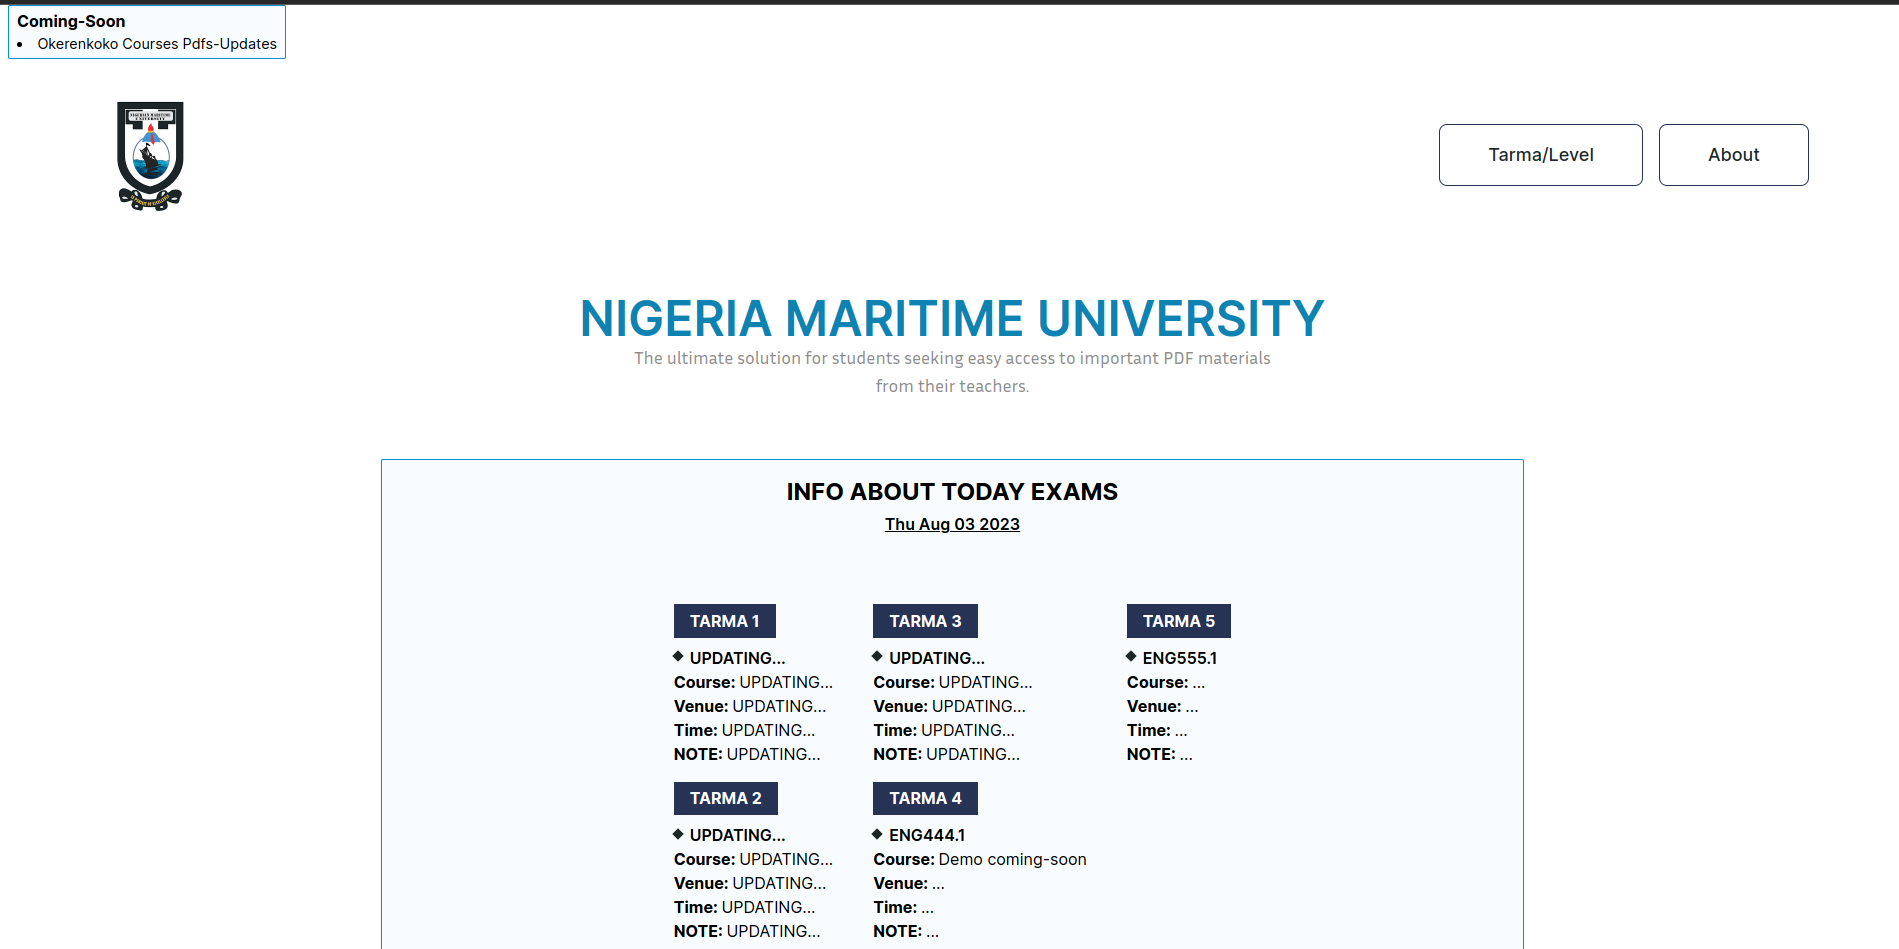 Coming-Soon
Okerenkoko Courses Pdfs-Updates
NIGERIAN MARITIME
UNIVERSITY
Tarma/Level
About
NIGERIA MARITIME UNIVERSITY
The ultimate solution for students seeking easy access to important PDF materials
from their teachers.
INFO ABOUT TODAY EXAMS
Thu Aug 03 2023
TARMA 1
UPDATING...
Course: UPDATING...
Venue: UPDATING...
Time: UPDATING...
NOTE: UPDATING...
TARMA 2
UPDATING...
Course: UPDATING...
Venue: UPDATING...
Time: UPDATING...
NOTE: UPDATING...
TARMA 3
UPDATING...
Course: UPDATING...
Venue: UPDATING...
Time: UPDATING...
NOTE: UPDATING...
TARMA 4
ENG444.1
Course: Demo coming-soon
Venue: ...
Time: ...
NOTE: ...
TARMA 5
ENG555.1
Course: ...
Venue: ...
Time: ...
NOTE: ...